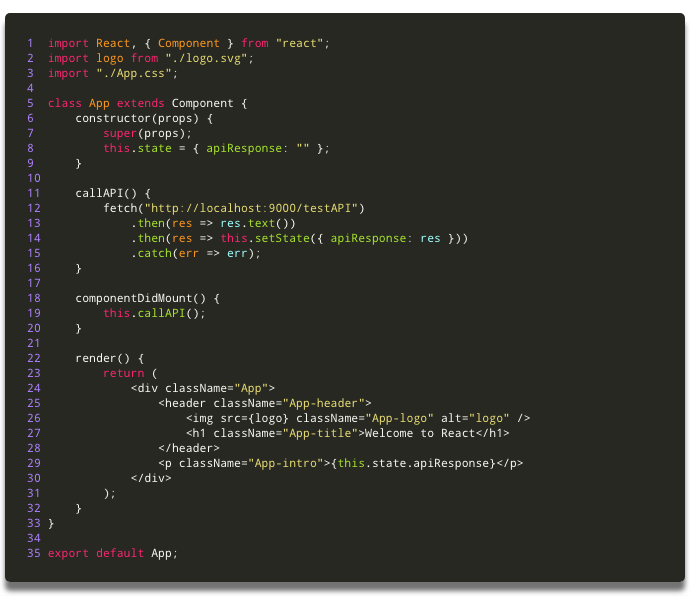 1 import React, { Component } from "react";
2 import logo from "./logo.svg";
3 import "./App.css";
4
5 class App extends Component {
6     constructor(props) {
7         super(props);
8         this.state = { apiResponse: "" };
9     }
10
11     callAPI() {
12         fetch("http://localhost:9000/testAPI")
13             .then(res => res.text())
14             .then(res => this.setState({ apiResponse: res }))
15             .catch(err => err);
16     }
17
18     componentDidMount() {
19         this.callAPI();
20     }
21
22     render() {
23         return (
24             <div className="App">
25                 <header className="App-header">
26                     <img src={logo} className="App-logo" alt="logo" />
27                     <h1 className="App-title">Welcome to React</h1>
28                 </header>
29                 <p className="App-intro">{this.state.apiResponse}</p>
30             </div>
31         );
32     }
33 }
34
35 export default App;